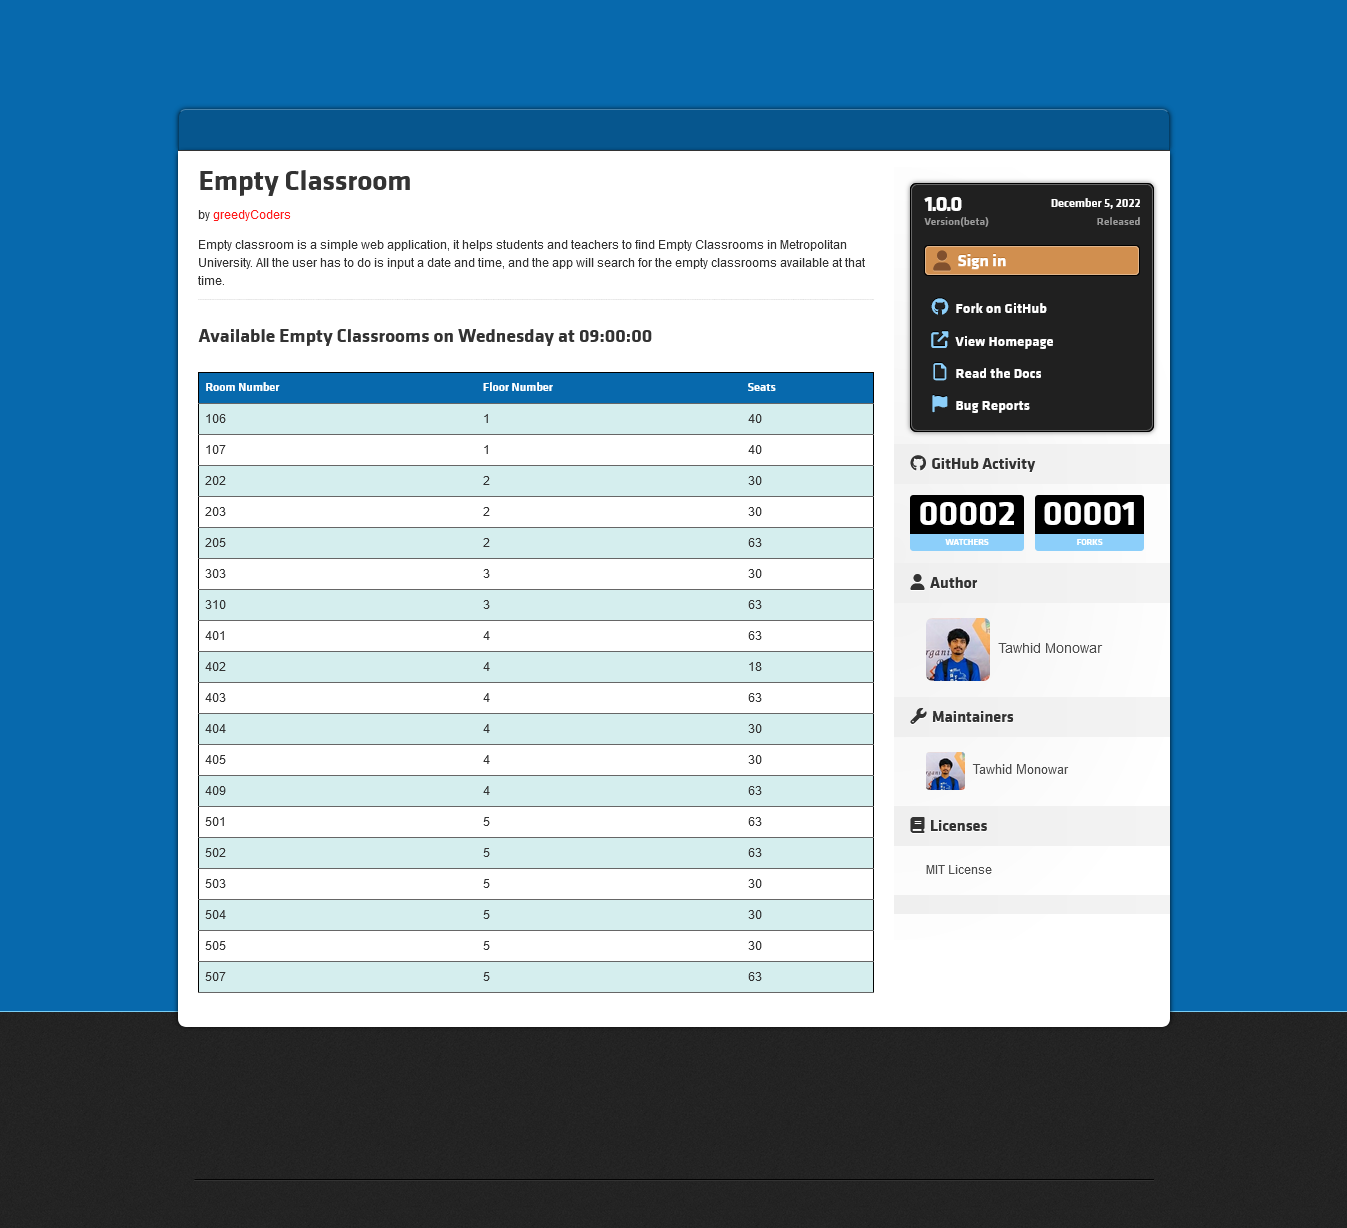 Empty Classroom
by greedyCoders
Empty classroom is a simple web application, it helps students and teachers to find Empty Classrooms in Metropolitan
University. All the user has to do is input a date and time, and the app will search for the empty classrooms available at that
time.
Available Empty Classrooms on Wednesday at 09:00:00
Room Number Floor Number Seats
106 1 40
107 1 40
202 2 30
203 2 30
205 2 63
303 3 30
310 3 63
401 4 63
402 4 18
403 4 63
404 4 30
405 4 30
409 4 63
501 5 63
502 5 63
503 5 30
504 5 30
505 5 30
507 5 63
1.0.0 December 5, 2022
Version(beta) Released
Sign in
Fork on GitHub
View Homepage
Read the Docs
Bug Reports
GitHub Activity
00002 00001
WATCHERS FORKS
Author
Tawhid Monowar
Maintainers
Tawhid Monowar
Licenses
MIT License